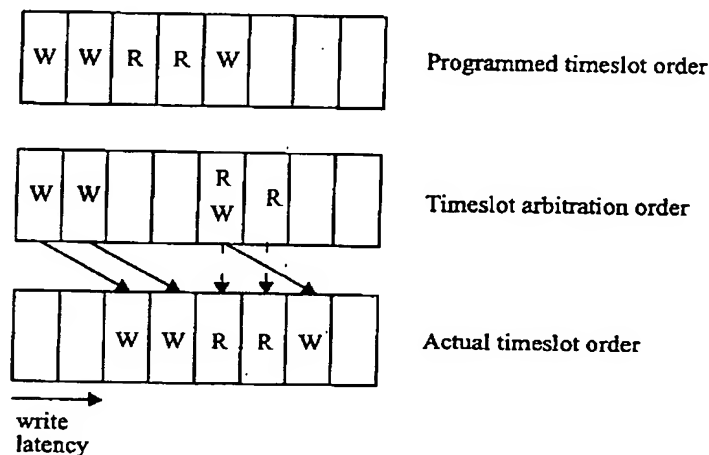 W W R R W
Programmed timeslot order
W W R W R
Timeslot arbitration order
W W R R W
Actual timeslot order
write
latency